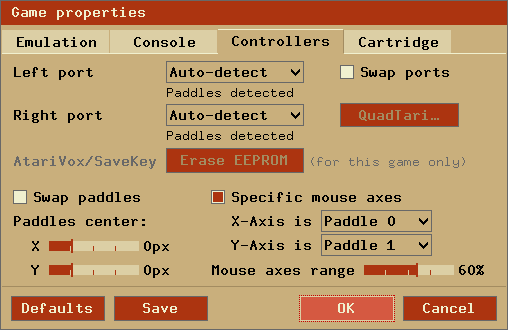 Game properties
Emulation Console Controllers Cartridge
Left port Auto-detect Swap ports
Paddles detected
Right port Auto-detect QuadTari…
Paddles detected
AtariVox/SaveKey Erase EEPROM (for this game only)
Swap paddles Specific mouse axes
Paddles center: X-Axis is Paddle 0
X 0px Y-Axis is Paddle 1
Y 0px Mouse axes range 60%
Defaults Save OK Cancel